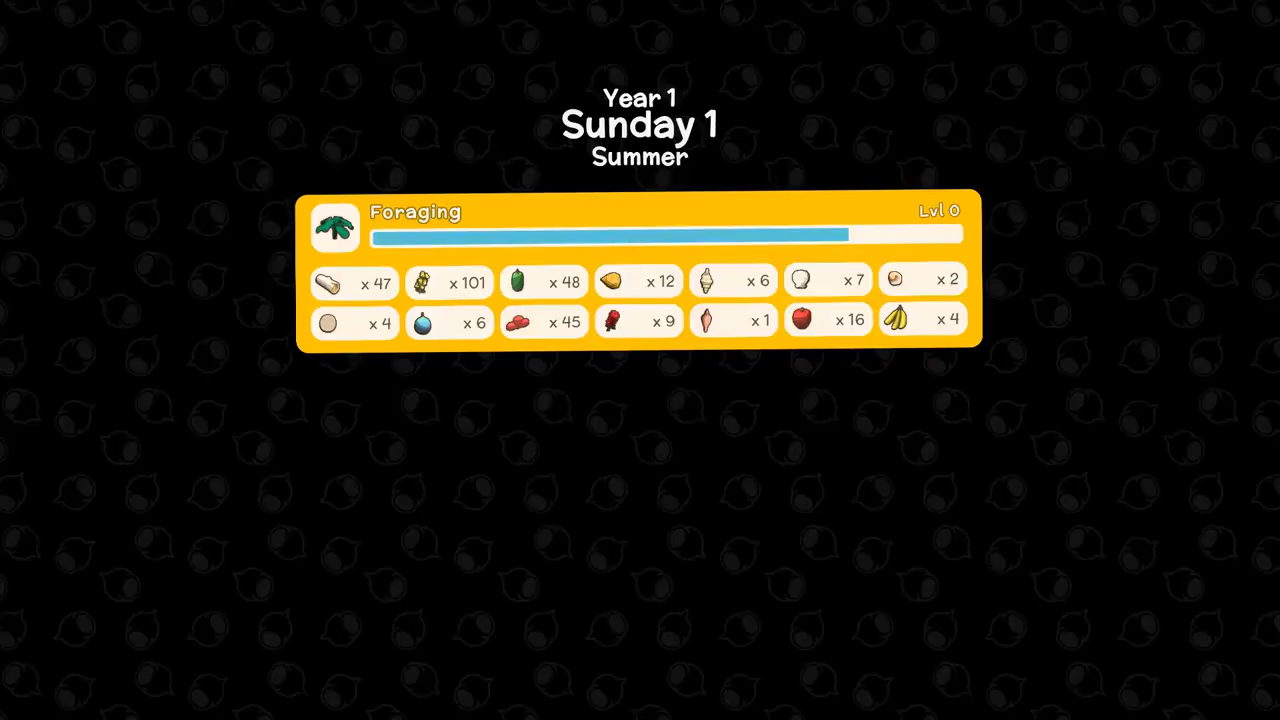 Year 1
Sunday 1
Summer
Foraging
Lvl 0
x 47
x 101
x 48
x 12
x 6
x 7
x 2
x 4
x 6
x 45
x 9
x 1
x 16
x 4